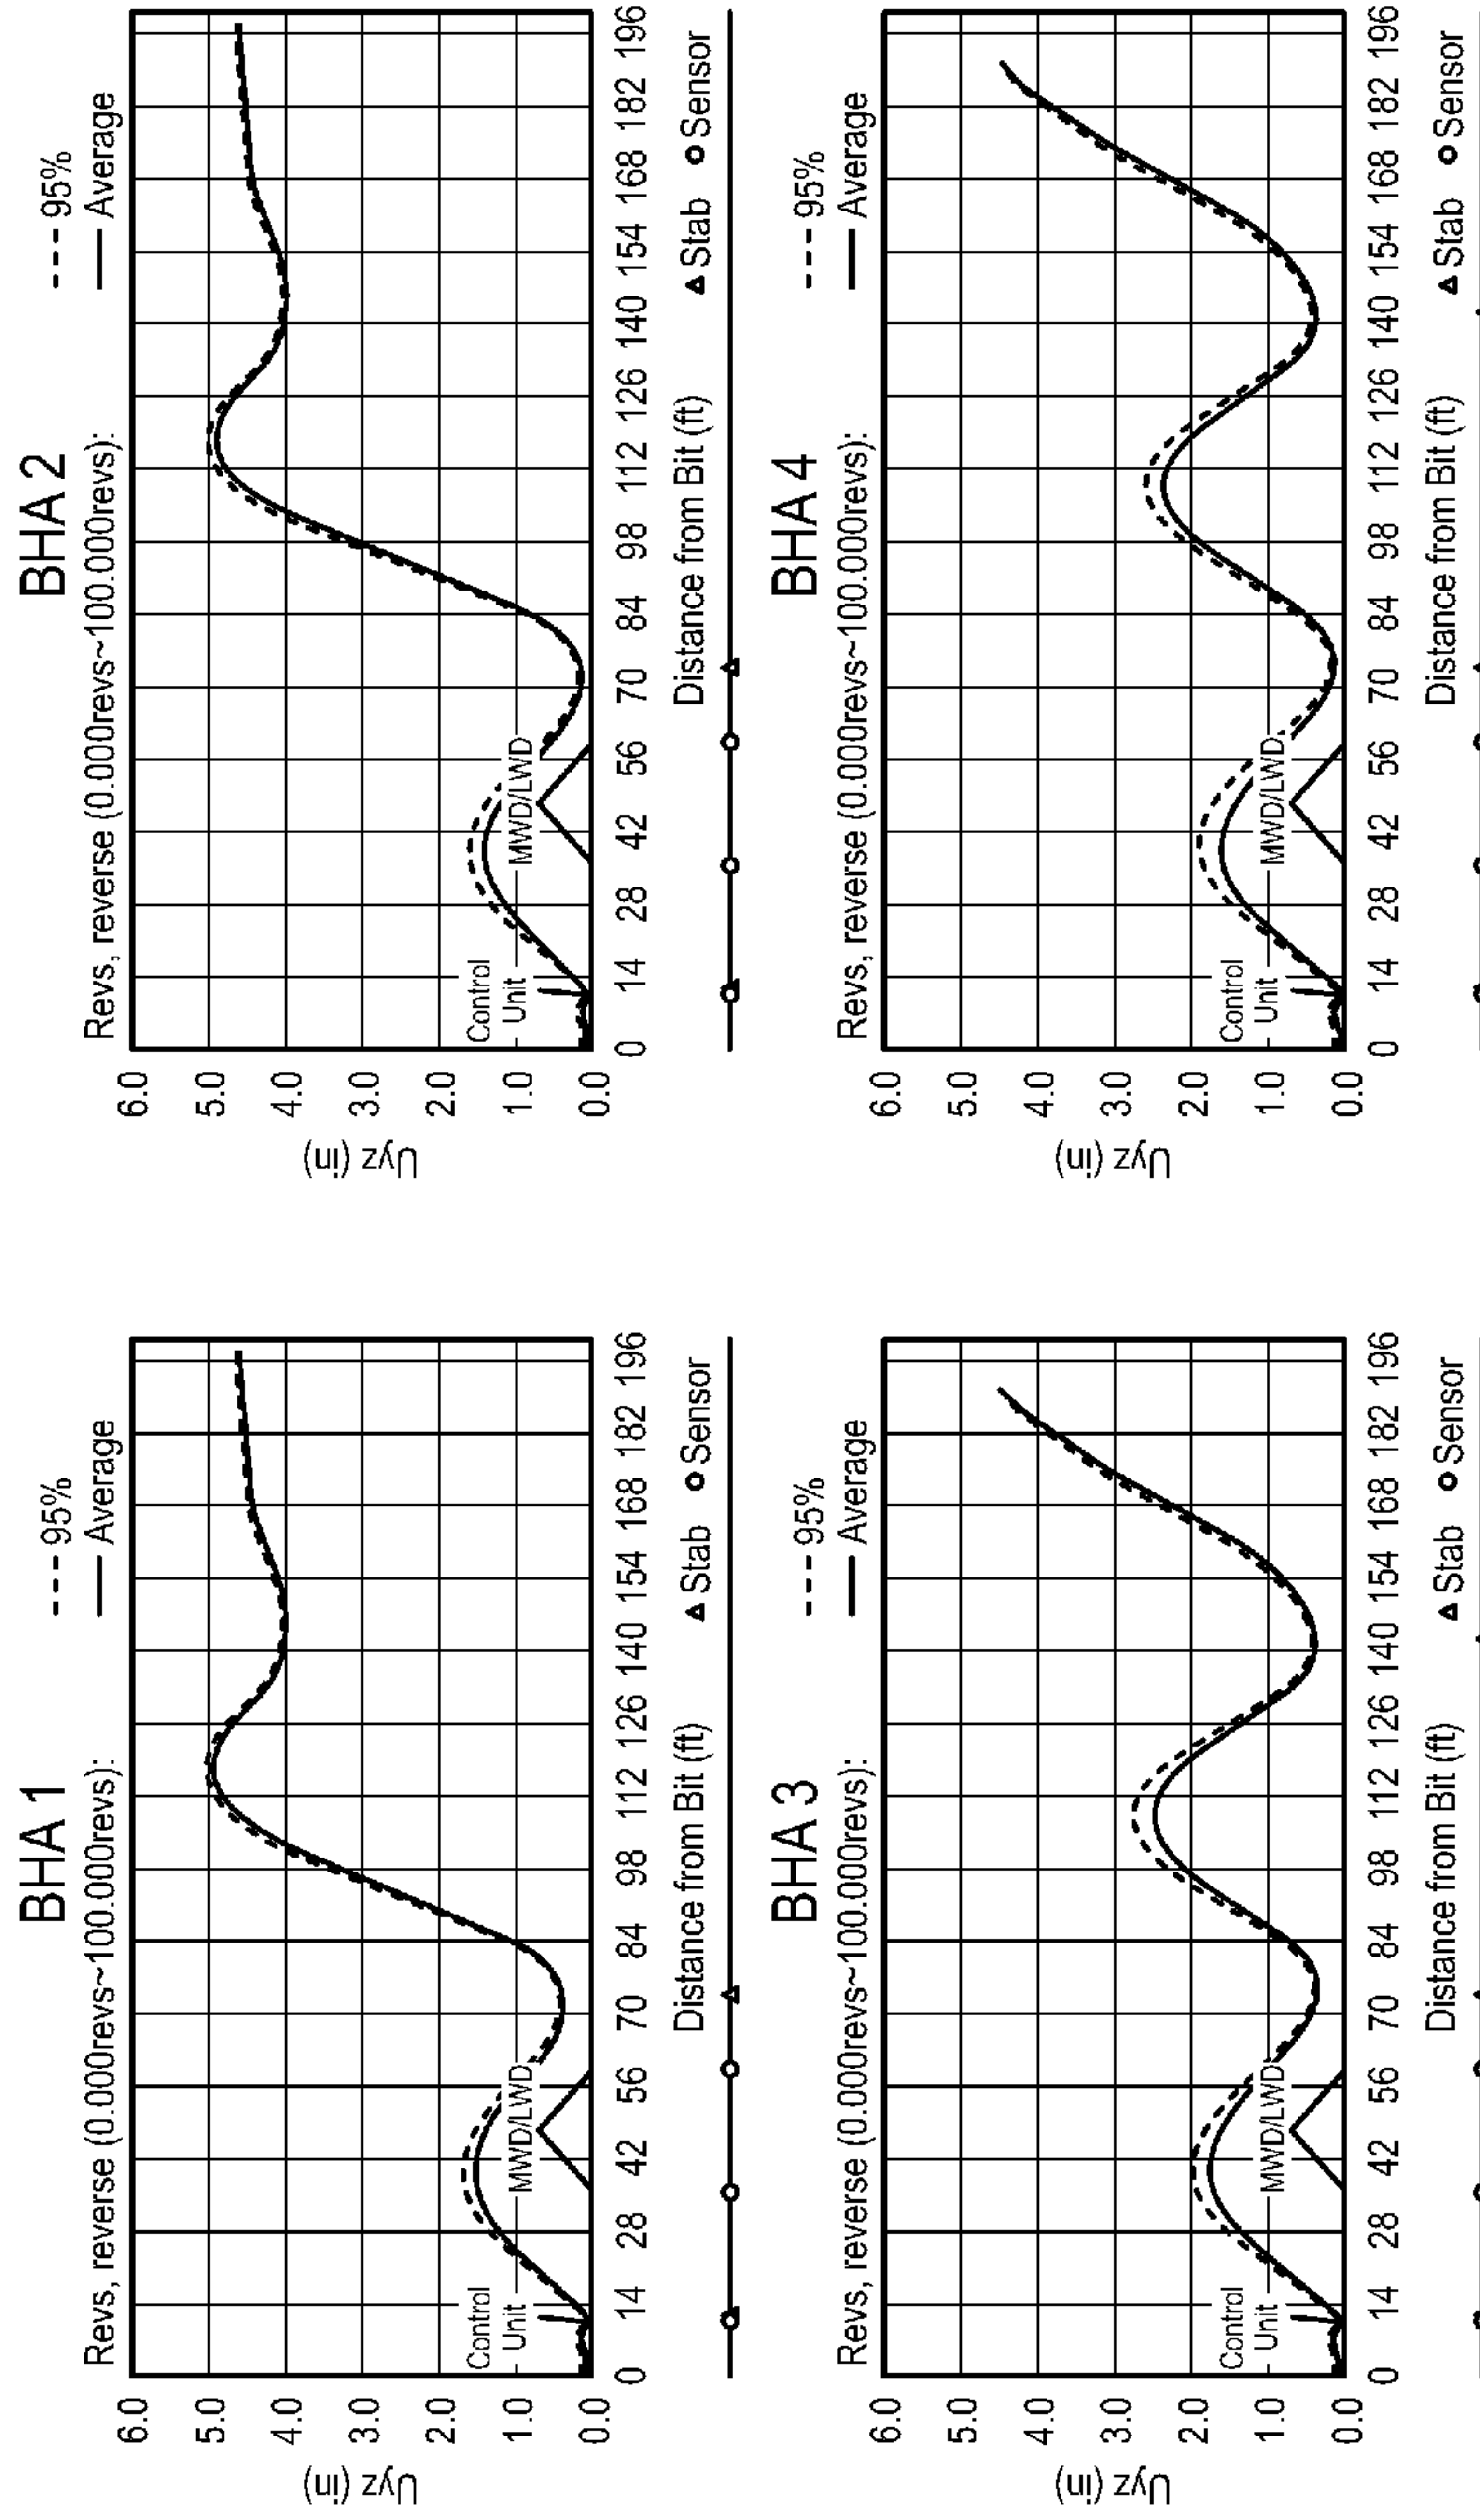 BHA 1
Revs, reverse (0.000revs~100.000revs):
95%
Average
6.0
5.0
4.0
3.0
2.0
1.0
0.0
Uyz (in)
Control
Unit
MWD/LWD
0 14 28 42 56 70 84 98 112 126 140 154 168 182 196
Distance from Bit (ft)
Stab
Sensor
BHA 2
Revs, reverse (0.000revs~100.000revs):
95%
Average
6.0
5.0
4.0
3.0
2.0
1.0
0.0
Uyz (in)
Control
Unit
MWD/LWD
0 14 28 42 56 70 84 98 112 126 140 154 168 182 196
Distance from Bit (ft)
Stab
Sensor
BHA 3
Revs, reverse (0.000revs~100.000revs):
95%
Average
6.0
5.0
4.0
3.0
2.0
1.0
0.0
Uyz (in)
Control
Unit
MWD/LWD
0 14 28 42 56 70 84 98 112 126 140 154 168 182 196
Distance from Bit (ft)
Stab
Sensor
BHA 4
Revs, reverse (0.000revs~100.000revs):
95%
Average
6.0
5.0
4.0
3.0
2.0
1.0
0.0
Uyz (in)
Control
Unit
MWD/LWD
0 14 28 42 56 70 84 98 112 126 140 154 168 182 196
Distance from Bit (ft)
Stab
Sensor